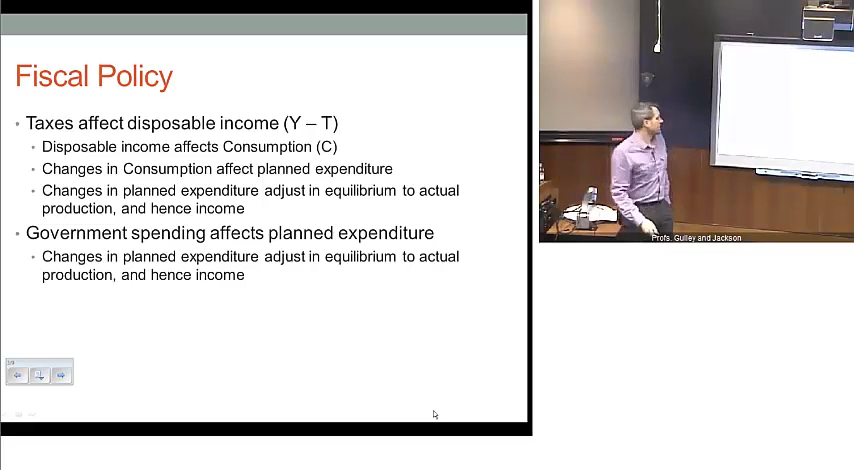 Fiscal Policy
• Taxes affect disposable income (Y – T)
• Disposable income affects Consumption (C)
• Changes in Consumption affect planned expenditure
• Changes in planned expenditure adjust in equilibrium to actual
production, and hence income
• Government spending affects planned expenditure
• Changes in planned expenditure adjust in equilibrium to actual
production, and hence income
Profs. Gulley and Jackson